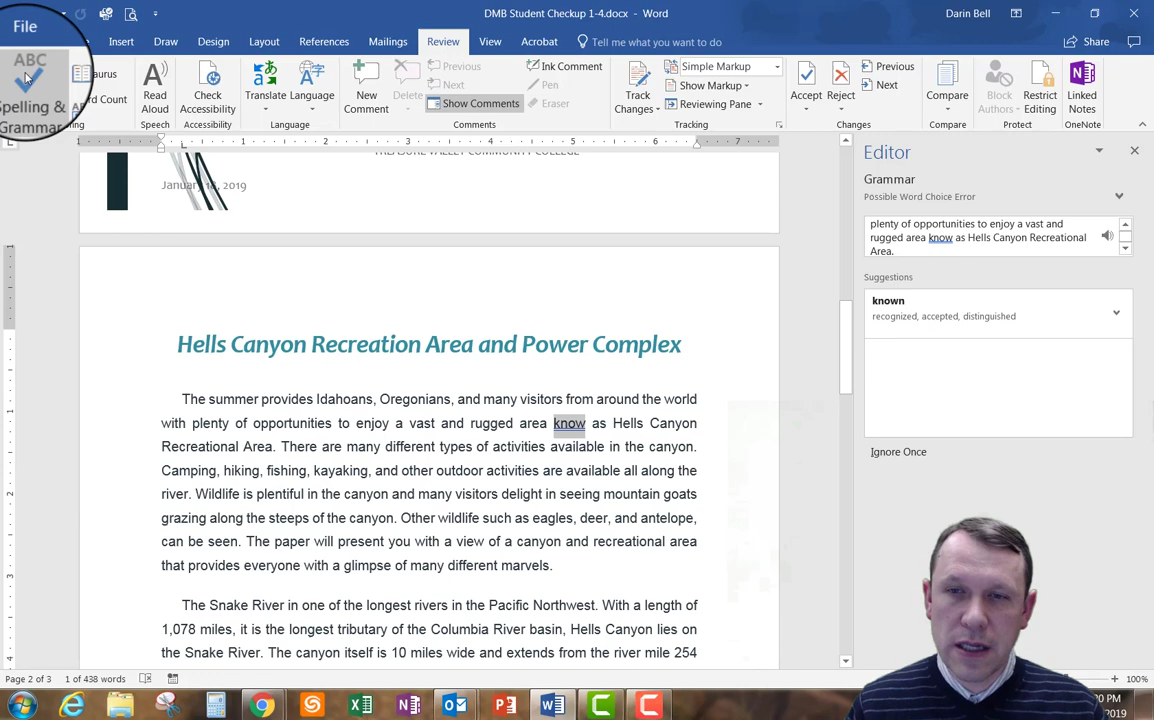 DMB Student Checkup 1-4.docx - Word
Darin Bell
File
Insert
Draw
Design
Layout
References
Mailings
Review
View
Acrobat
Tell me what you want to do
Share
ABC
Spelling &
Grammar
Word Count
Read
Aloud
Speech
Check
Accessibility
Accessibility
Translate
Language
Language
New
Comment
Delete
Previous
Next
Show Comments
Ink Comment
Pen
Eraser
Comments
Track
Changes
Simple Markup
Show Markup
Reviewing Pane
Tracking
Accept
Reject
Previous
Next
Changes
Compare
Compare
Block
Authors
Restrict
Editing
Protect
Linked
Notes
OneNote
TREASURE VALLEY COMMUNITY COLLEGE
January 18, 2019
Hells Canyon Recreation Area and Power Complex
The summer provides Idahoans, Oregonians, and many visitors from around the world
with plenty of opportunities to enjoy a vast and rugged area know as Hells Canyon
Recreational Area. There are many different types of activities available in the canyon.
Camping, hiking, fishing, kayaking, and other outdoor activities are available all along the
river. Wildlife is plentiful in the canyon and many visitors delight in seeing mountain goats
grazing along the steeps of the canyon. Other wildlife such as eagles, deer, and antelope,
can be seen. The paper will present you with a view of a canyon and recreational area
that provides everyone with a glimpse of many different marvels.
The Snake River in one of the longest rivers in the Pacific Northwest. With a length of
1,078 miles, it is the longest tributary of the Columbia River basin, Hells Canyon lies on
the Snake River. The canyon itself is 10 miles wide and extends from the river mile 254
Editor
Grammar
Possible Word Choice Error
plenty of opportunities to enjoy a vast and
rugged area know as Hells Canyon Recreational
Area.
Suggestions
known
recognized, accepted, distinguished
Ignore Once
Page 2 of 3
1 of 438 words
100%